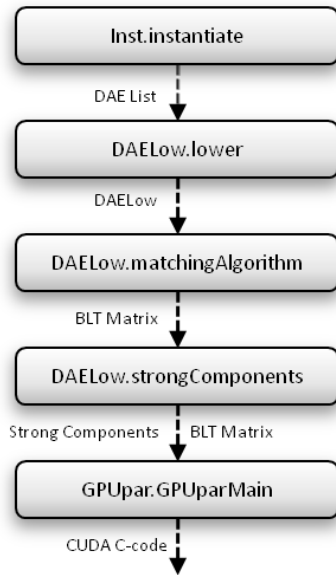 Inst.instantiate
DAE List
DAELow.lower
DAELow
DAELow.matchingAlgorithm
BLT Matrix
DAELow.strongComponents
Strong Components BLT Matrix
GPUpar.GPUparMain
CUDA C-code